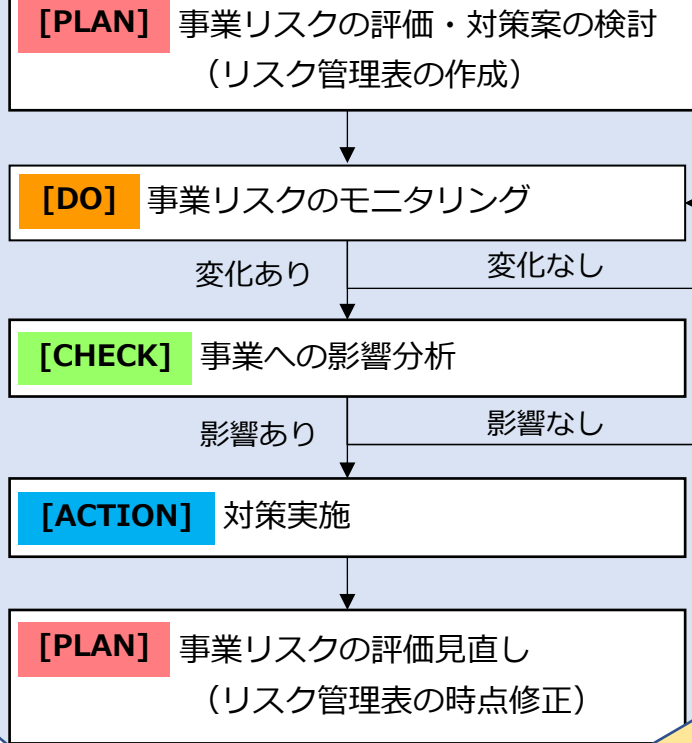 [PLAN] 事業リスクの評価・対策案の検討
（リスク管理表の作成）
[DO] 事業リスクのモニタリング
変化あり 変化なし
[CHECK] 事業への影響分析
影響あり 影響なし
[ACTION] 対策実施
[PLAN] 事業リスクの評価見直し
（リスク管理表の時点修正）